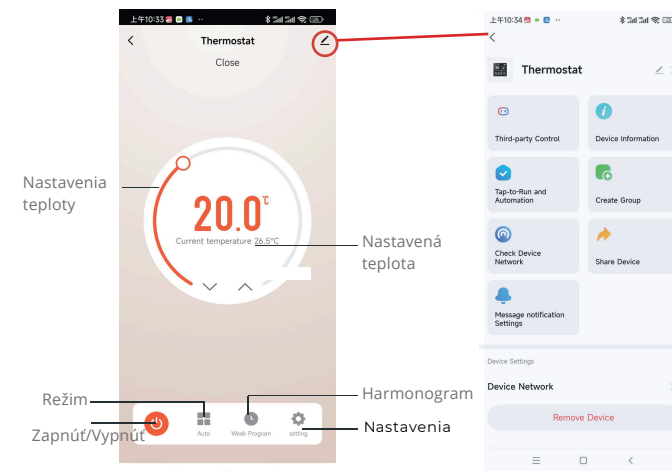 上午10:33
Thermostat
Close
Nastavenia
teploty
20.0℃
Current temperature 26.5°C
Nastavená
teplota
Režim
Harmonogram
Zapnúť/Vypnúť
Nastavenia
Auto
Week Program
setting
上午10:34
Thermostat
Third-party Control
Device Information
Tap-to-Run and
Automation
Create Group
Check Device
Network
Share Device
Message notification
Settings
Device Settings
Device Network
Remove Device